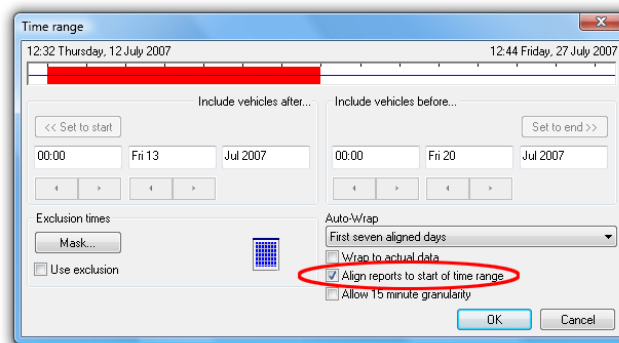 Time range
12:32 Thursday, 12 July 2007 12:44 Friday, 27 July 2007
Include vehicles after... Include vehicles before...
<< Set to start Set to end >>
00:00 Fri 13 Jul 2007 00:00 Fri 20 Jul 2007
Exclusion times Auto-Wrap
First seven aligned days
Mask...
Wrap to actual data
Use exclusion Align reports to start of time range
Allow 15 minute granularity
OK Cancel